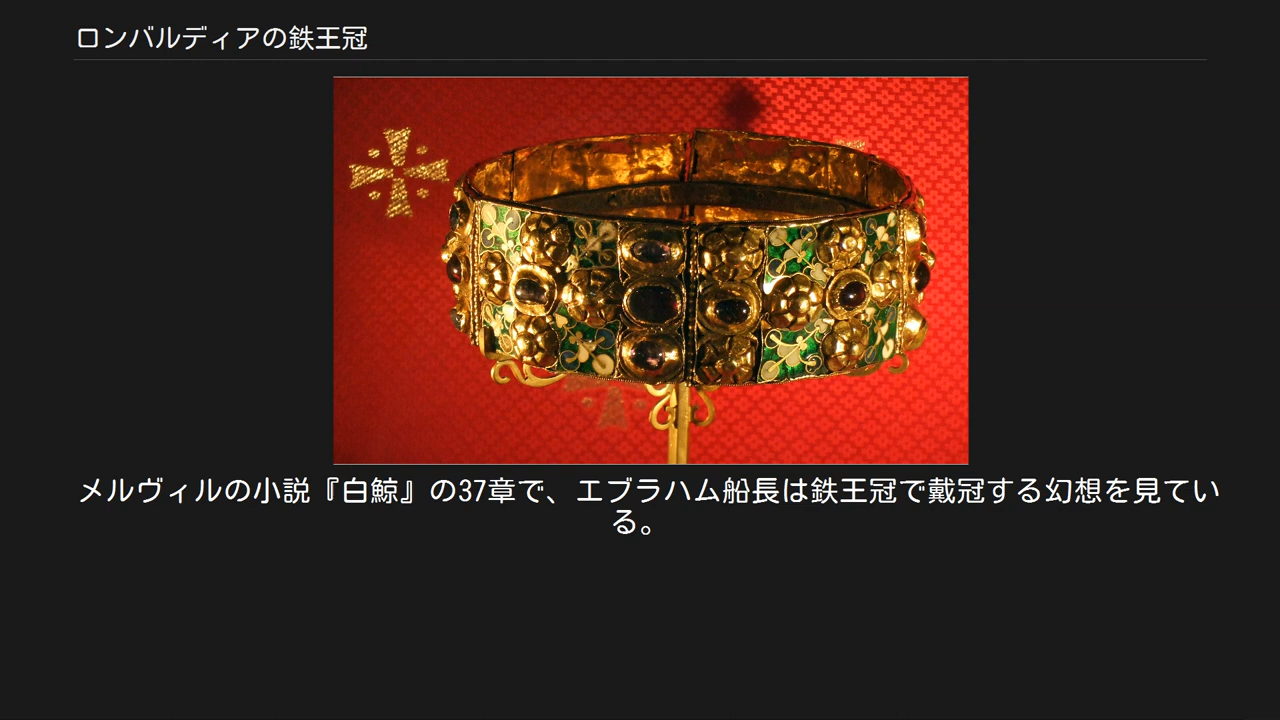 ロンバルディアの鉄王冠
メルヴィルの小説『白鯨』の37章で、エブラハム船長は鉄王冠で戴冠する幻想を見てい
る。